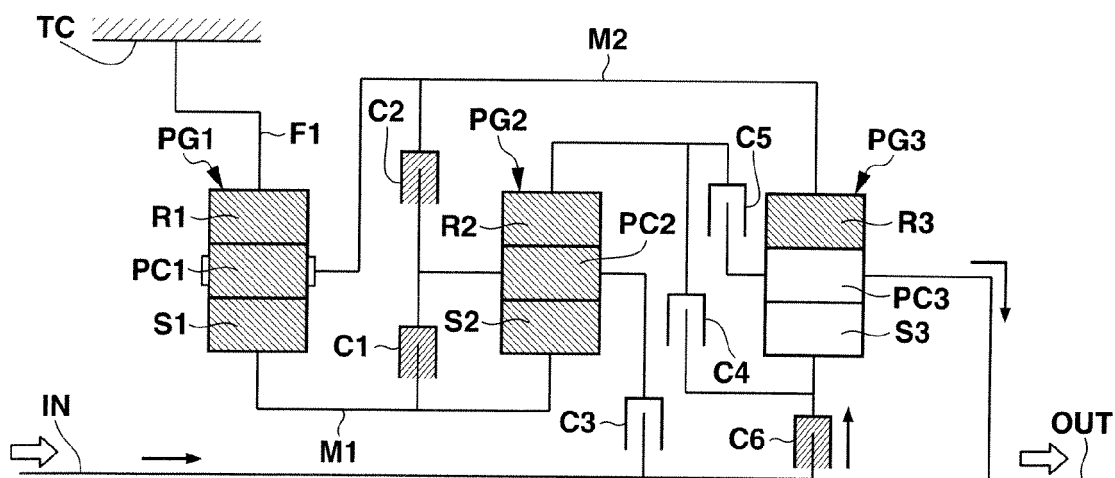 TC
M2
C2
PG2
C5
F1
PG1
PG3
R1
R2
PC2
R3
PC1
PC3
S1
S2
S3
C1
C4
C3
C6
IN
M1
OUT